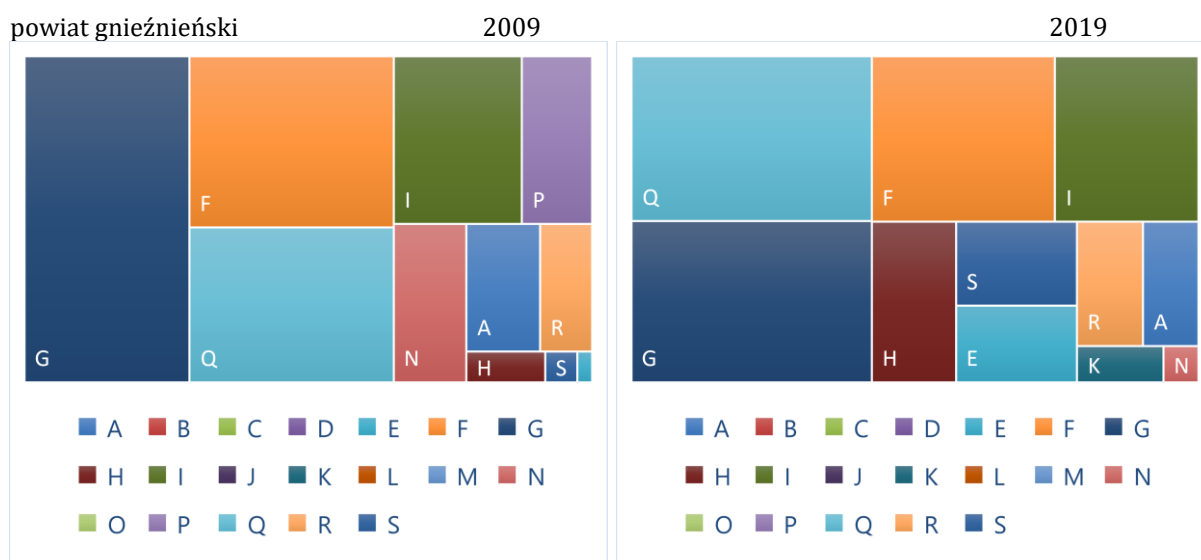 powiat gnieźnieński 2009 2019
F I P
G Q N A R
H S
A B C D E F G
H I J K L M N
O P Q R S
Q F I
G H S R A
E K N
A B C D E F G
H I J K L M N
O P Q R S